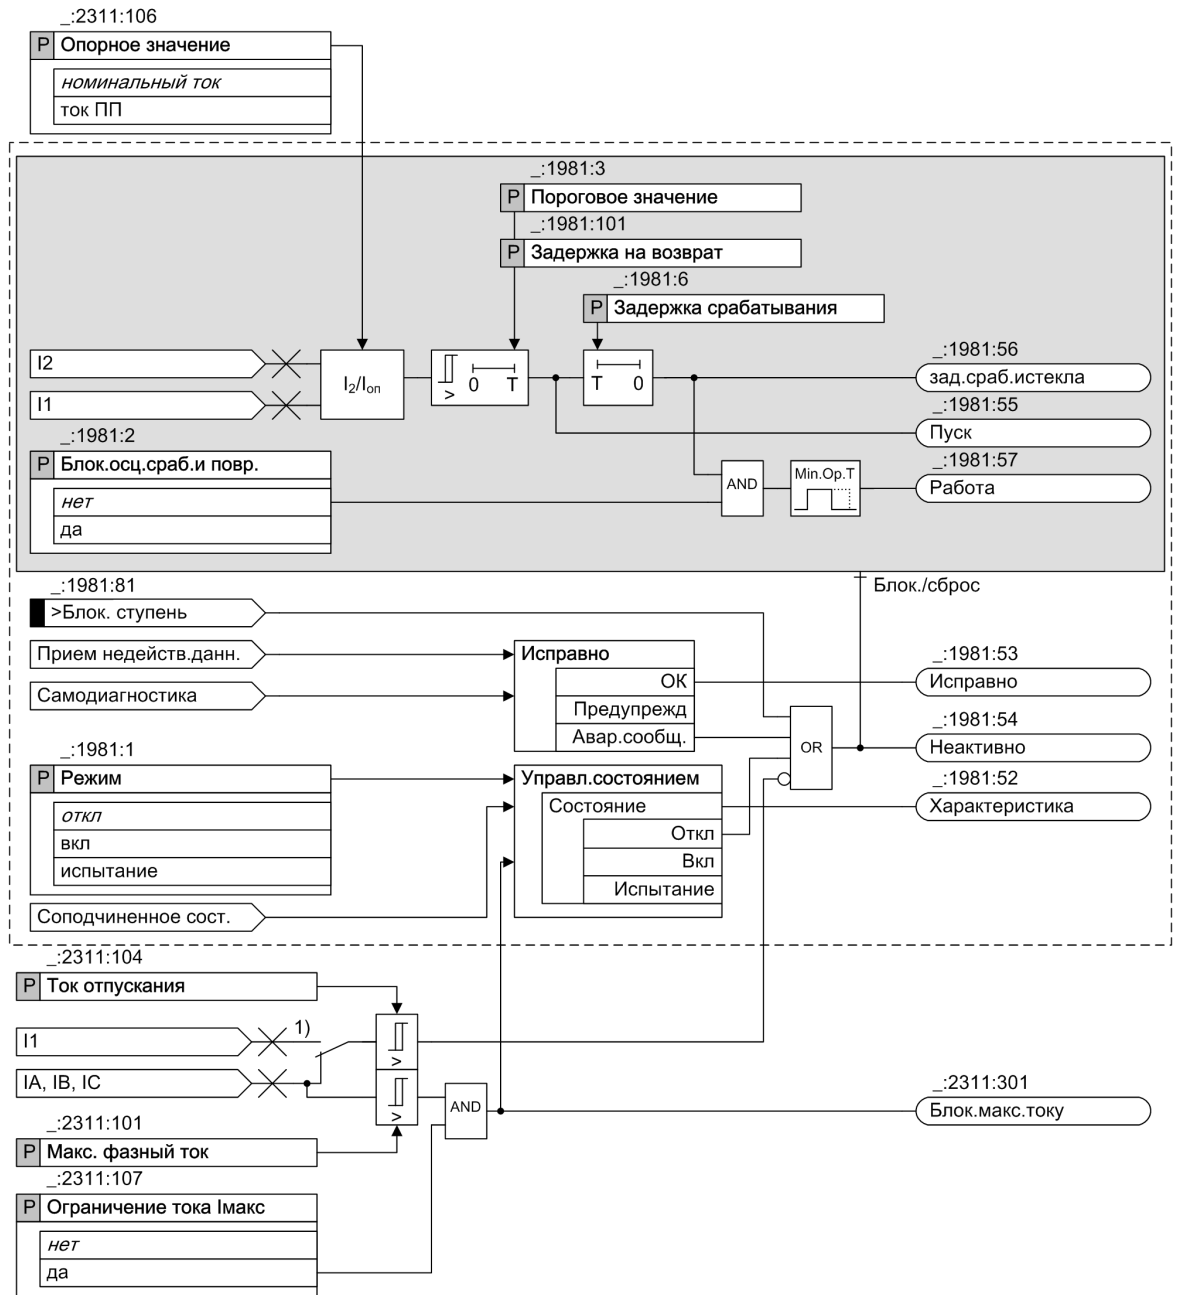 _:2311:106
P Опорное значение
номинальный ток
ток ПП
_:1981:3
P Пороговое значение
_:1981:101
P Задержка на возврат
_:1981:6
P Задержка срабатывания
I2
I1
I₂/Iоп
> 0 T
T 0
_:1981:56
зад.сраб.истекла
_:1981:55
Пуск
_:1981:57
Работа
_:1981:2
P Блок.осц.сраб.и повр.
нет
да
AND
Min.Op.T
Блок./сброс
_:1981:81
>Блок. ступень
Прием недейств.данн.
Самодиагностика
Исправно
ОК
Предупрежд
Авар.сообщ.
_:1981:53
Исправно
OR
_:1981:54
Неактивно
_:1981:1
P Режим
откл
вкл
испытание
Соподчиненное сост.
Управл.состоянием
Состояние
Откл
Вкл
Испытание
_:1981:52
Характеристика
_:2311:104
P Ток отпускания
I1
1)
IA, IB, IC
>
>
AND
_:2311:301
Блок.макс.току
_:2311:101
P Макс. фазный ток
_:2311:107
P Ограничение тока Iмакс
нет
да